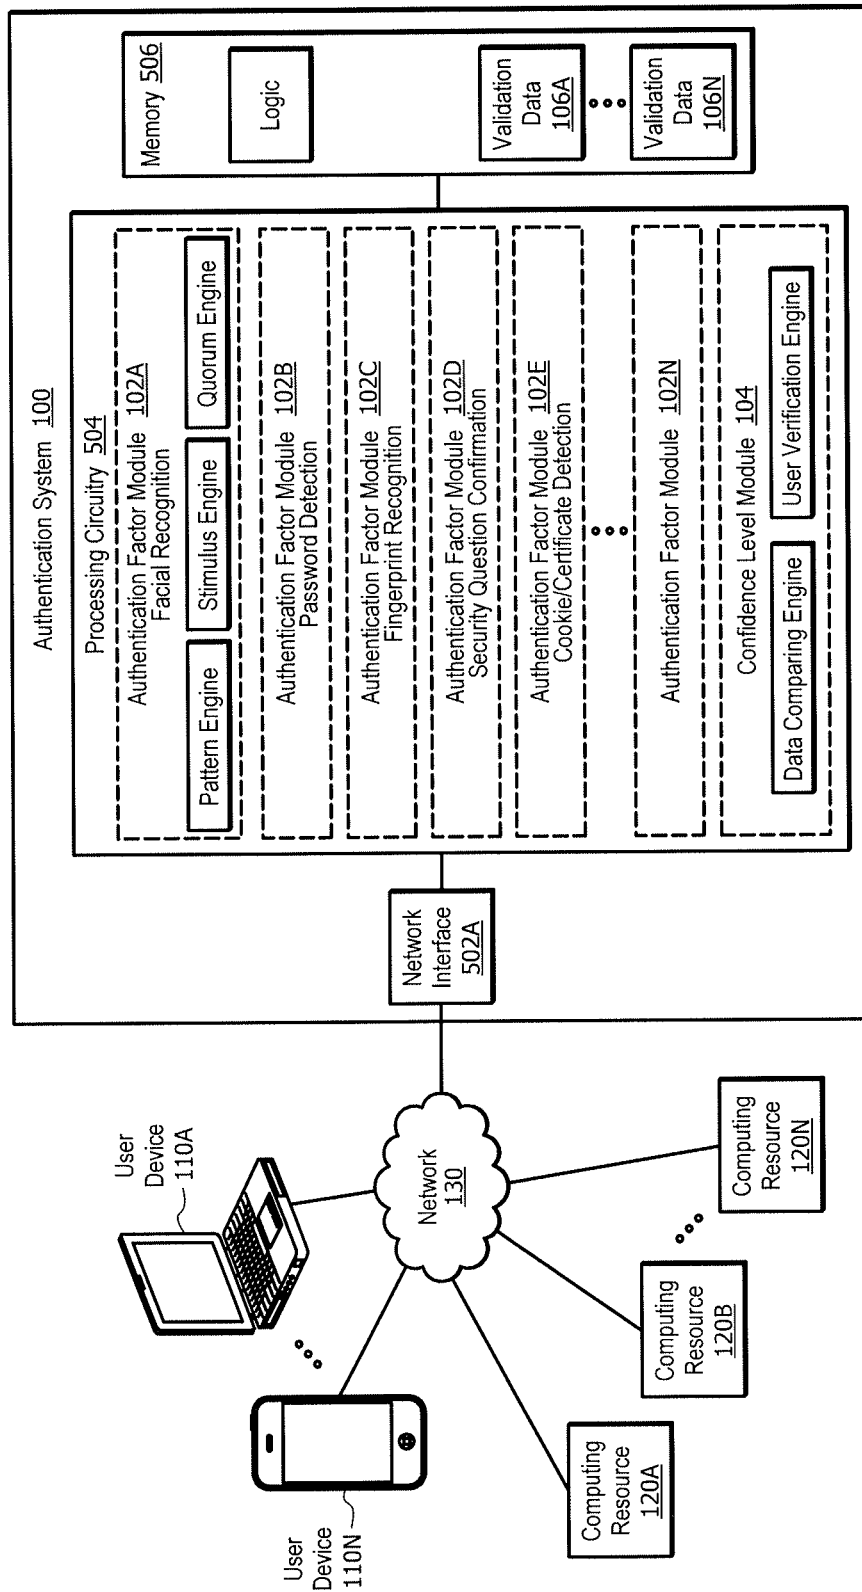 Authentication System 100
Processing Circuitry 504
Authentication Factor Module 102A
Facial Recognition
Pattern Engine
Stimulus Engine
Quorum Engine
Authentication Factor Module 102B
Password Detection
Authentication Factor Module 102C
Fingerprint Recognition
Authentication Factor Module 102D
Security Question Confirmation
Authentication Factor Module 102E
Cookie/Certificate Detection
Authentication Factor Module 102N
Confidence Level Module 104
Data Comparing Engine
User Verification Engine
Memory 506
Logic
Validation
Data
106A
Validation
Data
106N
Network
Interface
502A
User
Device
110A
User
Device
110N
Network
130
Computing
Resource
120A
Computing
Resource
120B
Computing
Resource
120N